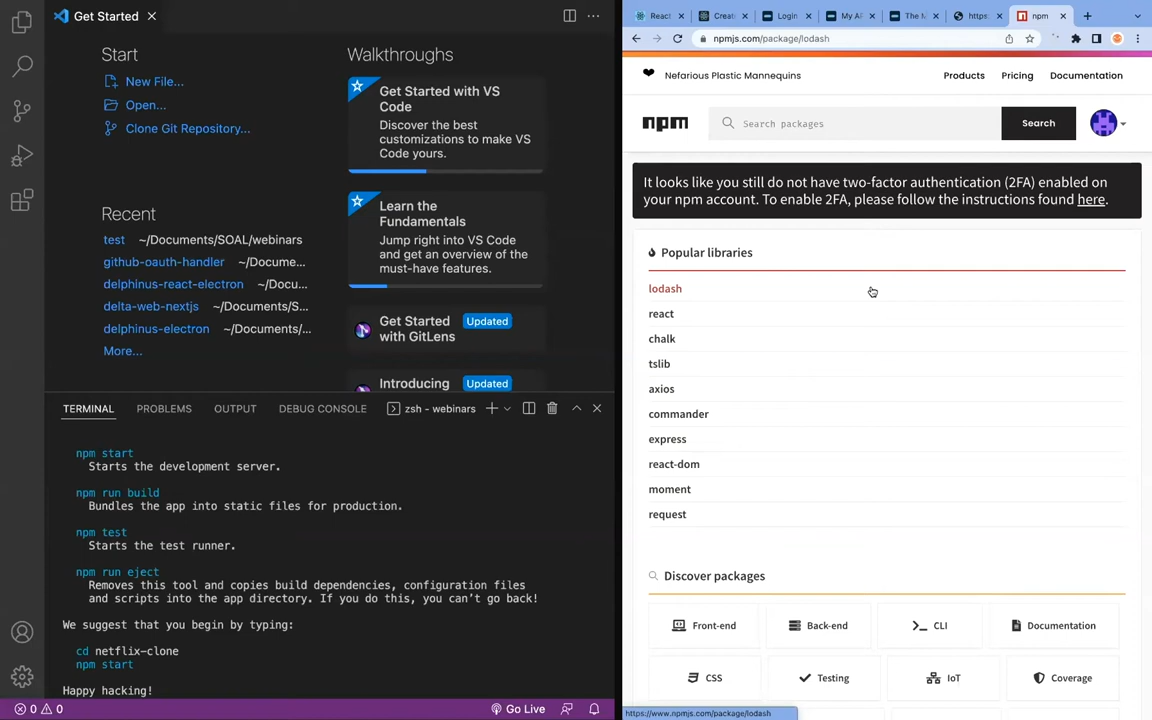 Get Started
Start
New File...
Open...
Clone Git Repository...
Recent
test ~/Documents/SOAL/webinars
github-oauth-handler ~/Docume...
delphinus-react-electron ~/Docu...
delta-web-nextjs ~/Documents/S...
delphinus-electron ~/Documents/...
More...
Walkthroughs
Get Started with VS
Code
Discover the best
customizations to make VS
Code yours.
Learn the
Fundamentals
Jump right into VS Code
and get an overview of the
must-have features.
Get Started
with GitLens
Updated
Introducing
Updated
TERMINAL PROBLEMS OUTPUT DEBUG CONSOLE zsh - webinars
npm start
Starts the development server.
npm run build
Bundles the app into static files for production.
npm test
Starts the test runner.
npm run eject
Removes this tool and copies build dependencies, configuration files
and scripts into the app directory. If you do this, you can’t go back!
We suggest that you begin by typing:
cd netflix-clone
npm start
Happy hacking!
0 0 Go Live
React Create Login My AP The M https: npm
npmjs.com/package/lodash
Nefarious Plastic Mannequins
Products Pricing Documentation
npm Search packages Search
It looks like you still do not have two-factor authentication (2FA) enabled on
your npm account. To enable 2FA, please follow the instructions found here.
Popular libraries
lodash
react
chalk
tslib
axios
commander
express
react-dom
moment
request
Discover packages
Front-end Back-end CLI Documentation
CSS Testing IoT Coverage
https://www.npmjs.com/package/lodash